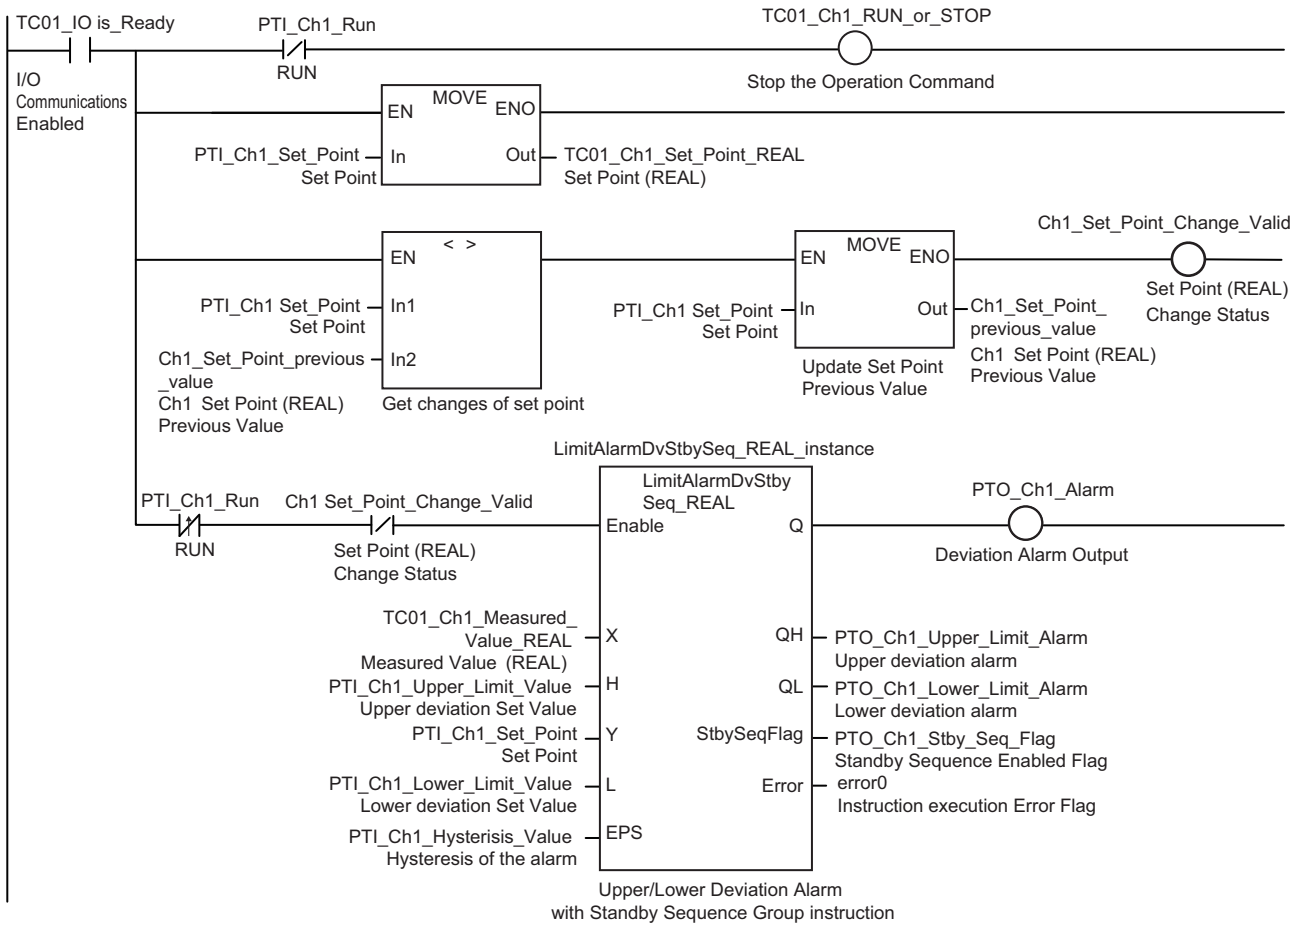 TC01_IO is_Ready
PTI_Ch1_Run
TC01_Ch1_RUN_or_STOP
RUN
Stop the Operation Command
I/O
Communications
Enabled
MOVE
EN
ENO
PTI_Ch1_Set_Point
In
Out
TC01_Ch1_Set_Point_REAL
Set Point
Set Point (REAL)
Ch1_Set_Point_Change_Valid
< >
EN
MOVE
EN
ENO
Set Point (REAL)
Change Status
PTI_Ch1 Set_Point
In1
Set Point
PTI_Ch1 Set_Point
In
Set Point
Out
Ch1_Set_Point_
previous_value
Ch1 Set Point (REAL)
Previous Value
Ch1_Set_Point_previous
_value
In2
Ch1 Set Point (REAL)
Previous Value
Get changes of set point
Update Set Point
Previous Value
LimitAlarmDvStbySeq_REAL_instance
LimitAlarmDvStby
Seq_REAL
PTI_Ch1_Run
Ch1 Set_Point_Change_Valid
PTO_Ch1_Alarm
Enable
Q
RUN
Set Point (REAL)
Change Status
Deviation Alarm Output
TC01_Ch1_Measured_
Value_REAL
X
Measured Value (REAL)
QH
PTO_Ch1_Upper_Limit_Alarm
Upper deviation alarm
PTI_Ch1_Upper_Limit_Value
H
Upper deviation Set Value
QL
PTO_Ch1_Lower_Limit_Alarm
Lower deviation alarm
PTI_Ch1_Set_Point
Y
Set Point
StbySeqFlag
PTO_Ch1_Stby_Seq_Flag
Standby Sequence Enabled Flag
PTI_Ch1_Lower_Limit_Value
L
Lower deviation Set Value
Error
error0
Instruction execution Error Flag
PTI_Ch1_Hysterisis_Value
EPS
Hysteresis of the alarm
Upper/Lower Deviation Alarm
with Standby Sequence Group instruction